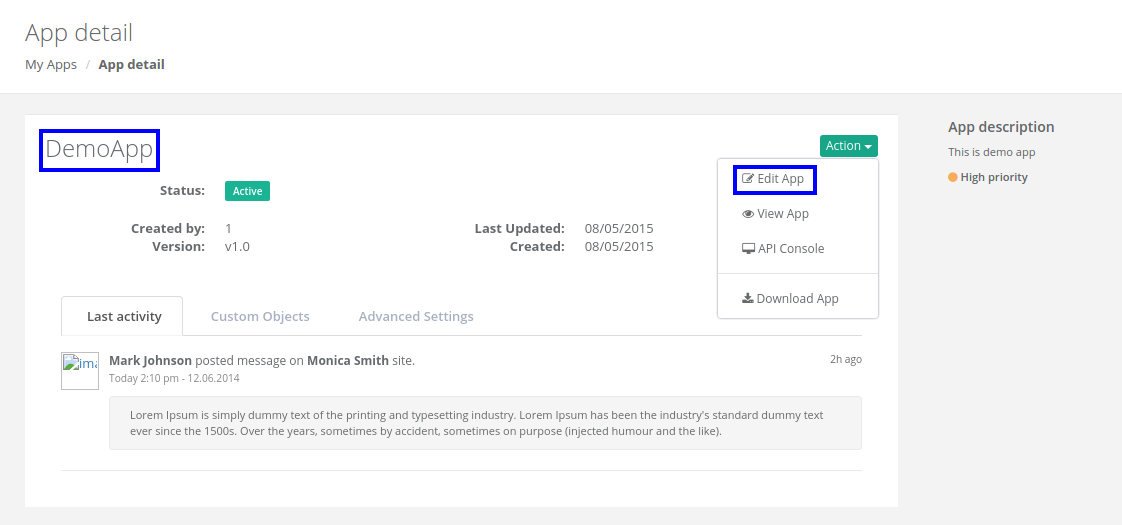 App detail
My Apps / App detail
DemoApp
Action
Edit App
View App
API Console
Download App
Status: Active
Created by: 1
Version: v1.0
Last Updated: 08/05/2015
Created: 08/05/2015
Last activity
Custom Objects
Advanced Settings
Mark Johnson posted message on Monica Smith site.
2h ago
Today 2:10 pm - 12.06.2014
Lorem Ipsum is simply dummy text of the printing and typesetting industry. Lorem Ipsum has been the industry's standard dummy text
ever since the 1500s. Over the years, sometimes by accident, sometimes on purpose (injected humour and the like).
App description
This is demo app
High priority